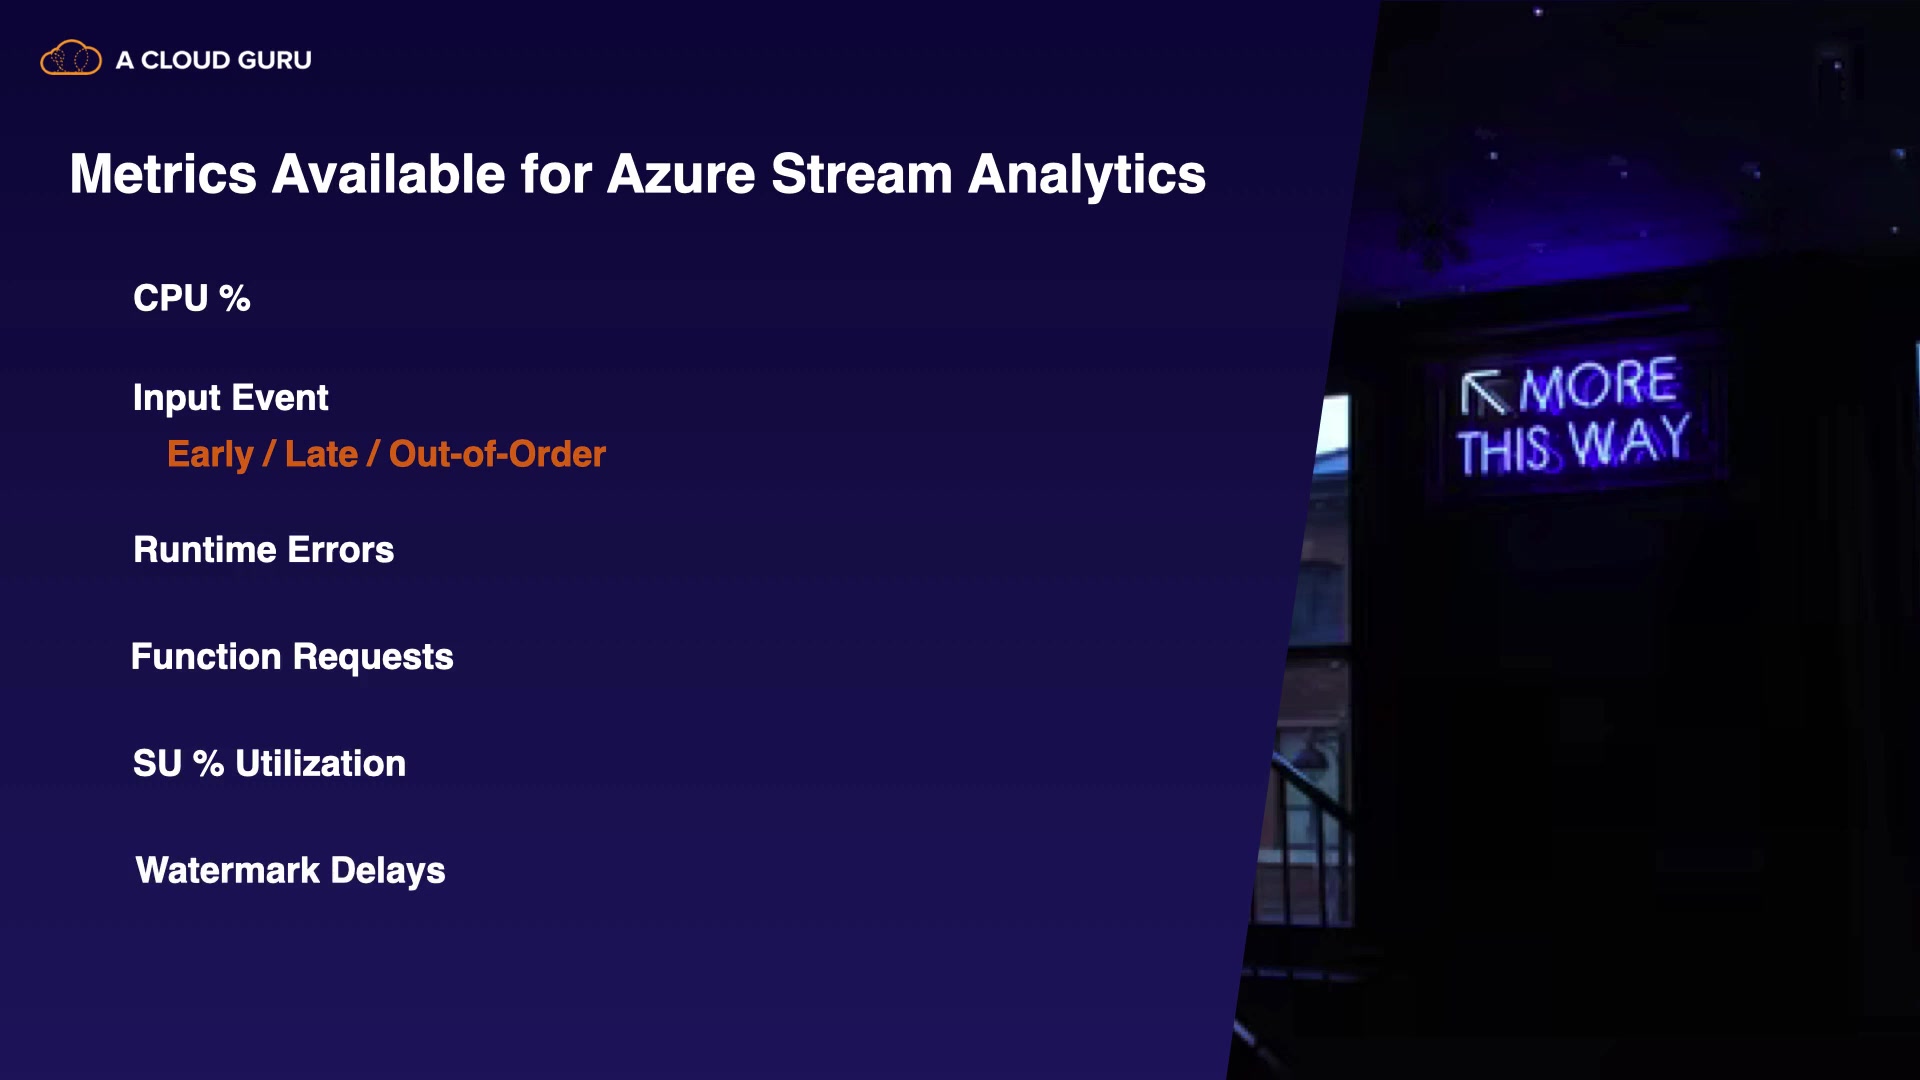 A CLOUD GURU
Metrics Available for Azure Stream Analytics
CPU %
Input Event
Early / Late / Out-of-Order
Runtime Errors
Function Requests
SU % Utilization
Watermark Delays
MORE
THIS WAY